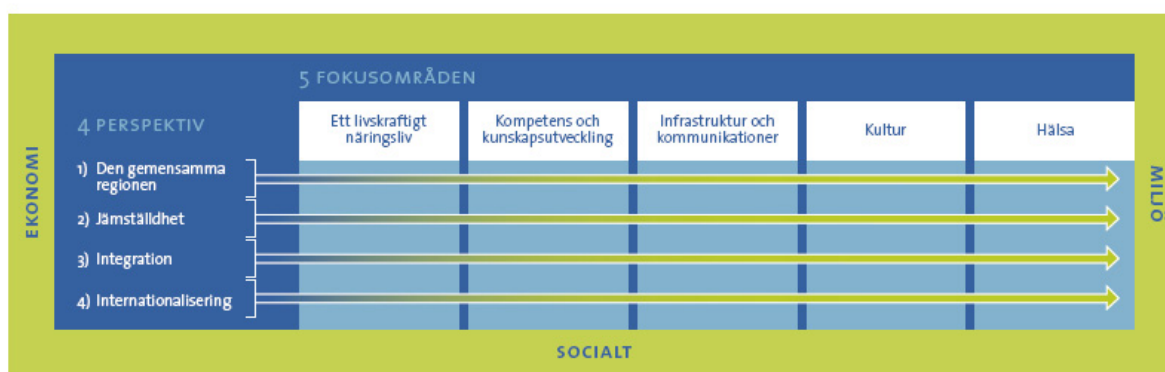 5 FOKUSOMRÅDEN
4 PERSPEKTIV
Ett livskraftigt
näringsliv
Kompetens och
kunskapsutveckling
Infrastruktur och
kommunikationer
Kultur
Hälsa
1) Den gemensamma
regionen
2) Jämställdhet
3) Integration
4) Internationalisering
EKONOMI
MILJÖ
SOCIALT